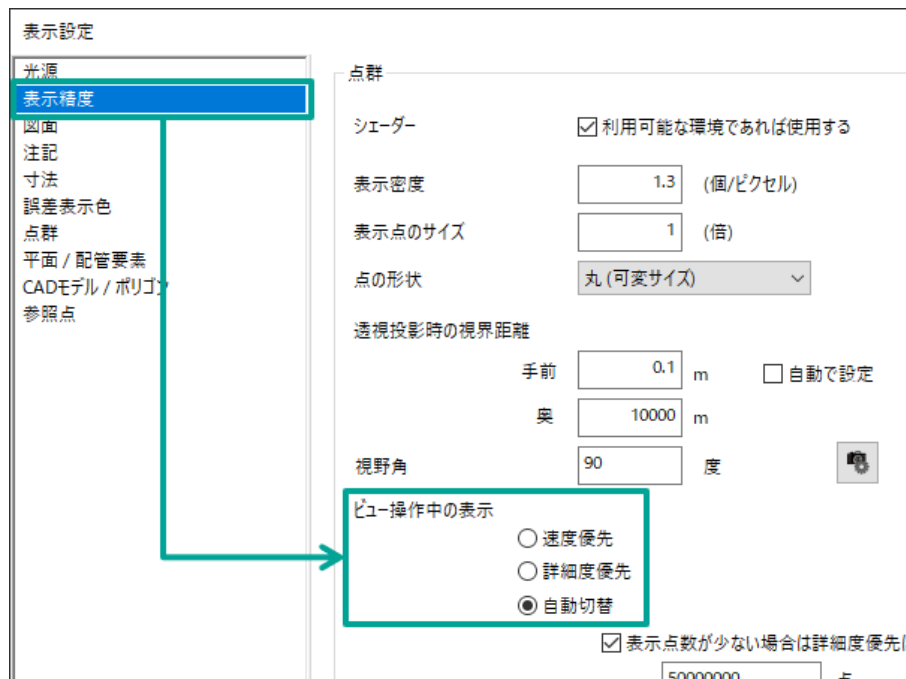 表示設定
光源
表示精度
図面
注記
寸法
誤差表示色
点群
平面 / 配管要素
CADモデル / ポリゴン
参照点
点群
シェーダー
利用可能な環境であれば使用する
表示密度
1.3 (個/ピクセル)
表示点のサイズ
1 (倍)
点の形状
丸 (可変サイズ)
透視投影時の視界距離
手前 0.1 m
自動で設定
奥 10000 m
視野角 90 度
ビュー操作中の表示
速度優先
詳細度優先
自動切替
表示点数が少ない場合は詳細度優先
50000000 点